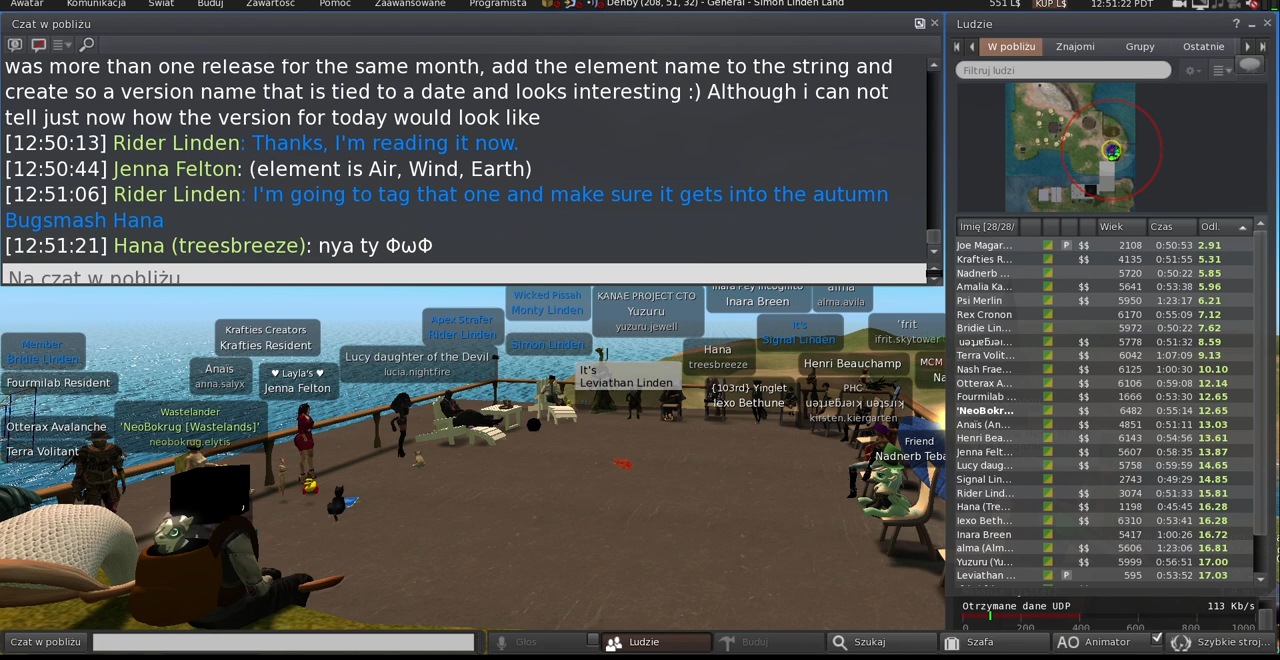 Awatar Komunikacja Świat Buduj Zawartość Pomoc Zaawansowane Programista Denby (208, 51, 32) - General - Simon Linden Land 551 L$ KUP L$ 12:51:22 PDT
Czat w pobliżu
was more than one release for the same month, add the element name to the string and
create so a version name that is tied to a date and looks interesting :) Although i can not
tell just now how the version for today would look like
[12:50:13] Rider Linden: Thanks, I'm reading it now.
[12:50:44] Jenna Felton: (element is Air, Wind, Earth)
[12:51:06] Rider Linden: I'm going to tag that one and make sure it gets into the autumn
Bugsmash Hana
[12:51:21] Hana (treesbreeze): nya ty ΦωΦ
Na czat w pobliżu
Member
Bridie Linden
Fourmilab Resident
Otterax Avalanche
Terra Volitant
Krafties Creators
Krafties Resident
Anaïs
anna.salyx
♥ Layla's ♥
Jenna Felton
Wastelander
'NeoBokrug [Wastelands]'
neobokrug.elytis
Lucy daughter of the Devil
lucia.nightfire
Apex Strafer
Rider Linden
Wicked Pissah
Monty Linden
Simon Linden
KANAE PROJECT CTO
Yuzuru
yuzuru.jewell
It's
Leviathan Linden
Inara Breen
alma
alma.avila
It's
Signal Linden
'frit
ifrit.skytower
Hana
treesbreeze
Henri Beauchamp
MCM
Na
{103rd} Yinglet
Iexo Bethune
PHC
kirsten.kiergarten
Friend
Nadnerb Teba
Ludzie
W pobliżu Znajomi Grupy Ostatnie
Filtruj ludzi
Imię [28/28/ Wiek Czas Odl.
Joe Magar... P $$ 2108 0:50:53 2.91
Krafties R... $$ 4135 0:51:55 5.31
Nadnerb ... 5720 0:50:22 5.85
Amalia Ka... $$ 5641 0:53:38 5.96
Psi Merlin $$ 5950 1:23:17 6.21
Rex Cronon 6170 0:55:09 7.12
Bridie Lin... 5972 0:50:22 7.62
$$ 5778 0:51:32 8.59
Terra Volit... $$ 6042 1:07:09 9.13
Nash Frae... $$ 6125 1:00:30 10.10
Otterax A... $$ 6106 0:59:08 12.14
Fourmilab ... $$ 1666 0:53:30 12.65
'NeoBokr... $$ 6482 0:55:14 12.65
Anaïs (An... $$ 4851 0:51:11 13.03
Henri Bea... $$ 6143 0:54:56 13.61
Jenna Felt... $$ 5607 0:58:35 13.87
Lucy daug... $$ 5758 0:59:59 14.65
Signal Lin... 2743 0:49:29 14.85
Rider Lind... $$ 3074 0:51:33 15.81
Hana (Tre... $$ 1198 0:45:45 16.28
Iexo Beth... $$ 6310 0:53:41 16.28
Inara Breen 5417 1:00:26 16.72
alma (Alm... $$ 5606 1:23:06 16.81
Yuzuru (Yu... $$ 5999 0:56:51 17.00
Leviathan ... P 595 0:53:52 17.03
Otrzymane dane UDP 113 Kb/s
0 200 400 600 800 1000
Czat w pobliżu Głos Ludzie Buduj Szukaj Szafa AO Animator Szybkie stroj...